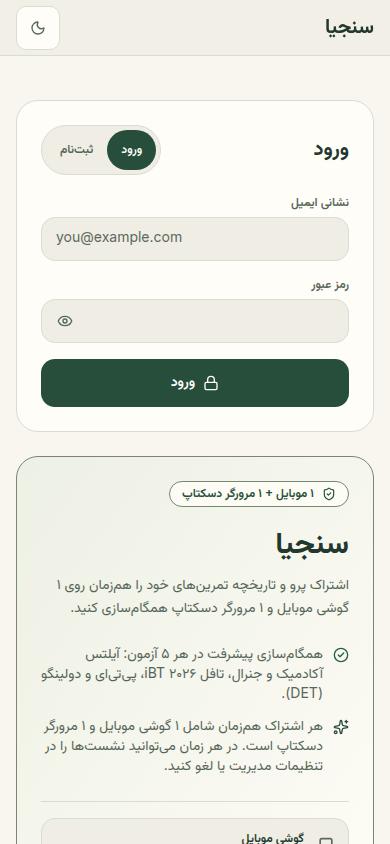 سنجیا
ورود
ورود
ثبت‌نام
نشانی ایمیل
you@example.com
رمز عبور
ورود
۱ موبایل + ۱ مرورگر دسکتاپ
سنجیا
اشتراک پرو و تاریخچه تمرین‌های خود را هم‌زمان روی ۱
گوشی موبایل و ۱ مرورگر دسکتاپ همگام‌سازی کنید.
همگام‌سازی پیشرفت در هر ۵ آزمون: آیلتس
آکادمیک و جنرال، تافل iBT ۲۰۲۶، پی‌تی‌ای و دولینگو
(DET).
هر اشتراک هم‌زمان شامل ۱ گوشی موبایل و ۱ مرورگر
دسکتاپ است. در هر زمان می‌توانید نشست‌ها را در
تنظیمات مدیریت یا لغو کنید.
گوشی موبایل